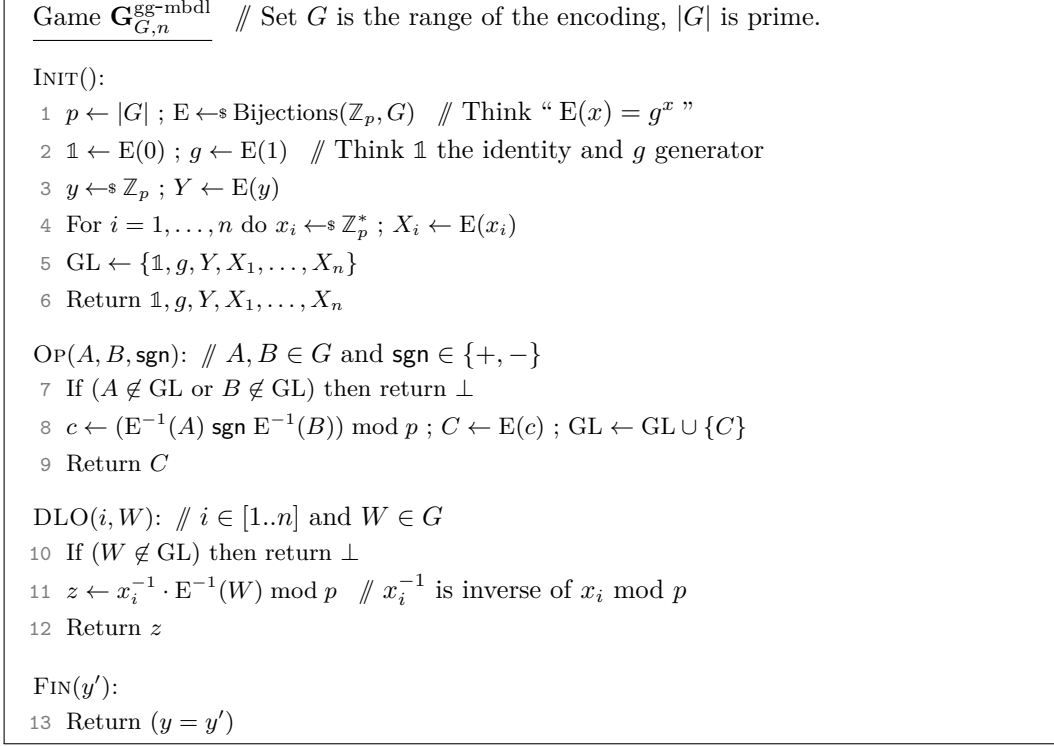 Game G^{gg-mbdl}_{G,n} // Set G is the range of the encoding, |G| is prime.
INIT():
1 p ← |G| ; E ←$ Bijections(ℤ_p, G) // Think “ E(x) = g^x ”
2 𝟙 ← E(0) ; g ← E(1) // Think 𝟙 the identity and g generator
3 y ←$ ℤ_p ; Y ← E(y)
4 For i = 1, . . . , n do x_i ←$ ℤ_p^* ; X_i ← E(x_i)
5 GL ← {𝟙, g, Y, X_1, . . . , X_n}
6 Return 𝟙, g, Y, X_1, . . . , X_n
OP(A, B, sgn): // A, B ∈ G and sgn ∈ {+, −}
7 If (A ∉ GL or B ∉ GL) then return ⊥
8 c ← (E^{-1}(A) sgn E^{-1}(B)) mod p ; C ← E(c) ; GL ← GL ∪ {C}
9 Return C
DLO(i, W): // i ∈ [1..n] and W ∈ G
10 If (W ∉ GL) then return ⊥
11 z ← x_i^{-1} · E^{-1}(W) mod p // x_i^{-1} is inverse of x_i mod p
12 Return z
FIN(y′):
13 Return (y = y′)